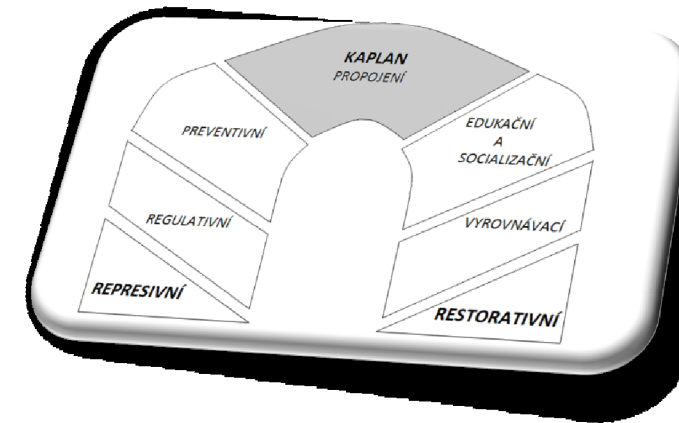 KAPLAN
PROPOJENÍ
PREVENTIVNÍ
EDUKAČNÍ
A
SOCIALIZAČNÍ
REGULATIVNÍ
VYROVNÁVACÍ
REPRESIVNÍ
RESTORATIVNÍ